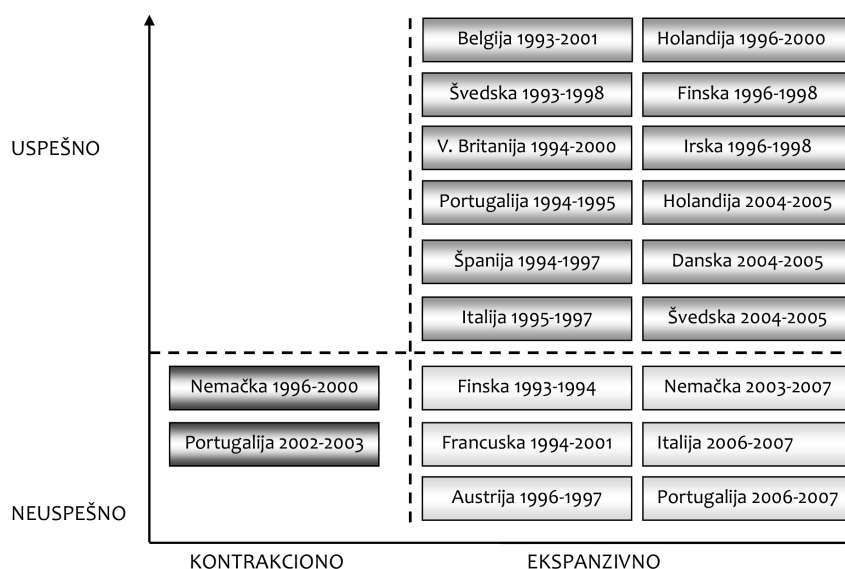 Belgija 1993-2001 Holandija 1996-2000
Švedska 1993-1998 Finska 1996-1998
USPEŠNO V. Britanija 1994-2000 Irska 1996-1998
Portugalija 1994-1995 Holandija 2004-2005
Španija 1994-1997 Danska 2004-2005
Italija 1995-1997 Švedska 2004-2005
Nemačka 1996-2000 Finska 1993-1994 Nemačka 2003-2007
Portugalija 2002-2003 Francuska 1994-2001 Italija 2006-2007
Austrija 1996-1997 Portugalija 2006-2007
NEUSPEŠNO
KONTRAKCIONO EKSPANZIVNO